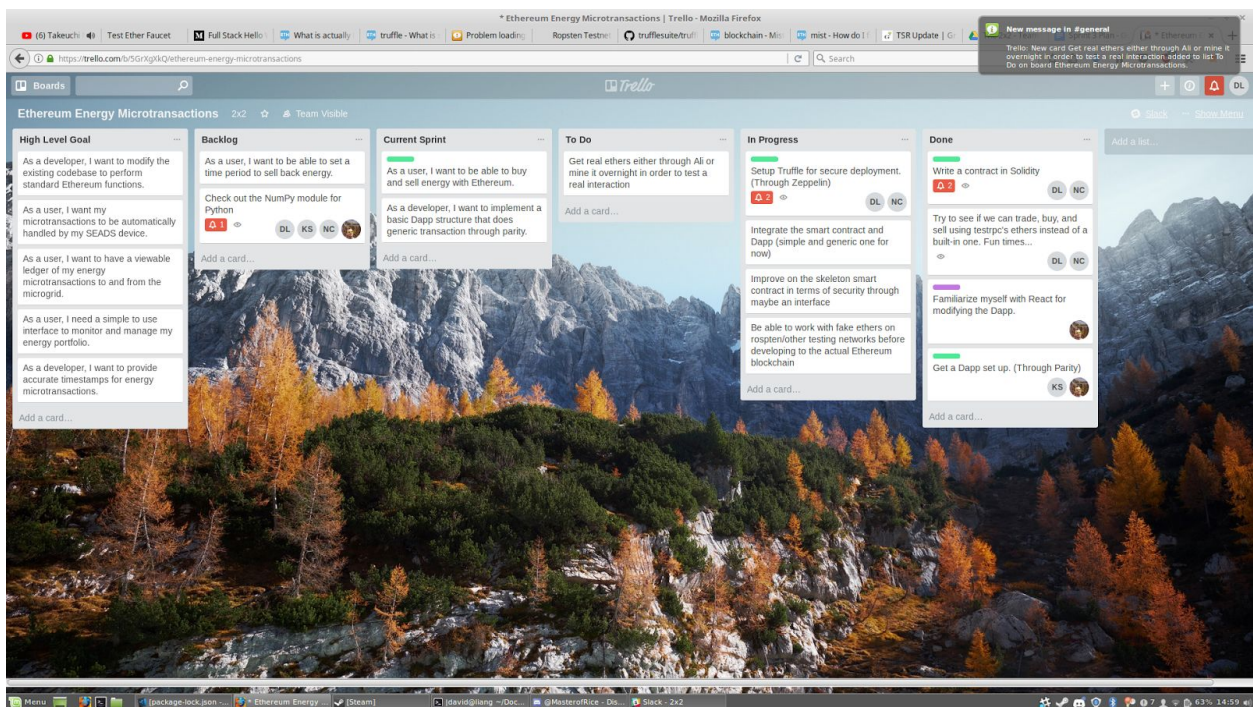 * Ethereum Energy Microtransactions | Trello - Mozilla Firefox
(6) Takeuchi
Test Ether Faucet
Full Stack Hello
What is actually
truffle - What is
Problem loading
Ropsten Testnet
trufflesuite/truff
blockchain - Mis
mist - How do I
TSR Update | Gr
New message in #general
Trello: New card Get real ethers either through Ali or mine it
overnight in order to test a real interaction added to list To
Do on board Ethereum Energy Microtransactions.
https://trello.com/b/5GrXgXkQ/ethereum-energy-microtransactions
Search
Boards
Trello
DL
Ethereum Energy Microtransactions 2x2 Team Visible
Slack Show Menu
High Level Goal
As a developer, I want to modify the
existing codebase to perform
standard Ethereum functions.
As a user, I want my
microtransactions to be automatically
handled by my SEADS device.
As a user, I want to have a viewable
ledger of my energy
microtransactions to and from the
microgrid.
As a user, I need a simple to use
interface to monitor and manage my
energy portfolio.
As a developer, I want to provide
accurate timestamps for energy
microtransactions.
Add a card...
Backlog
As a user, I want to be able to set a
time period to sell back energy.
Check out the NumPy module for
Python
1
DL KS NC
Add a card...
Current Sprint
As a user, I want to be able to buy
and sell energy with Ethereum.
As a developer, I want to implement a
basic Dapp structure that does
generic transaction through parity.
Add a card...
To Do
Get real ethers either through Ali or
mine it overnight in order to test a
real interaction
Add a card...
In Progress
Setup Truffle for secure deployment.
(Through Zeppelin)
2
DL NC
Integrate the smart contract and
Dapp (simple and generic one for
now)
Improve on the skeleton smart
contract in terms of security through
maybe an interface
Be able to work with fake ethers on
rospten/other testing networks before
developing to the actual Ethereum
blockchain
Add a card...
Done
Write a contract in Solidity
2
DL NC
Try to see if we can trade, buy, and
sell using testrpc's ethers instead of a
built-in one. Fun times...
DL NC
Familiarize myself with React for
modifying the Dapp.
Get a Dapp set up. (Through Parity)
KS
Add a card...
Add a list...
Menu
[package-lock.json -...
* Ethereum Energy ...
[Steam]
jdavid@liang ~/Doc...
@MasterofRice - Dis...
Slack - 2x2
07
63% 14:59